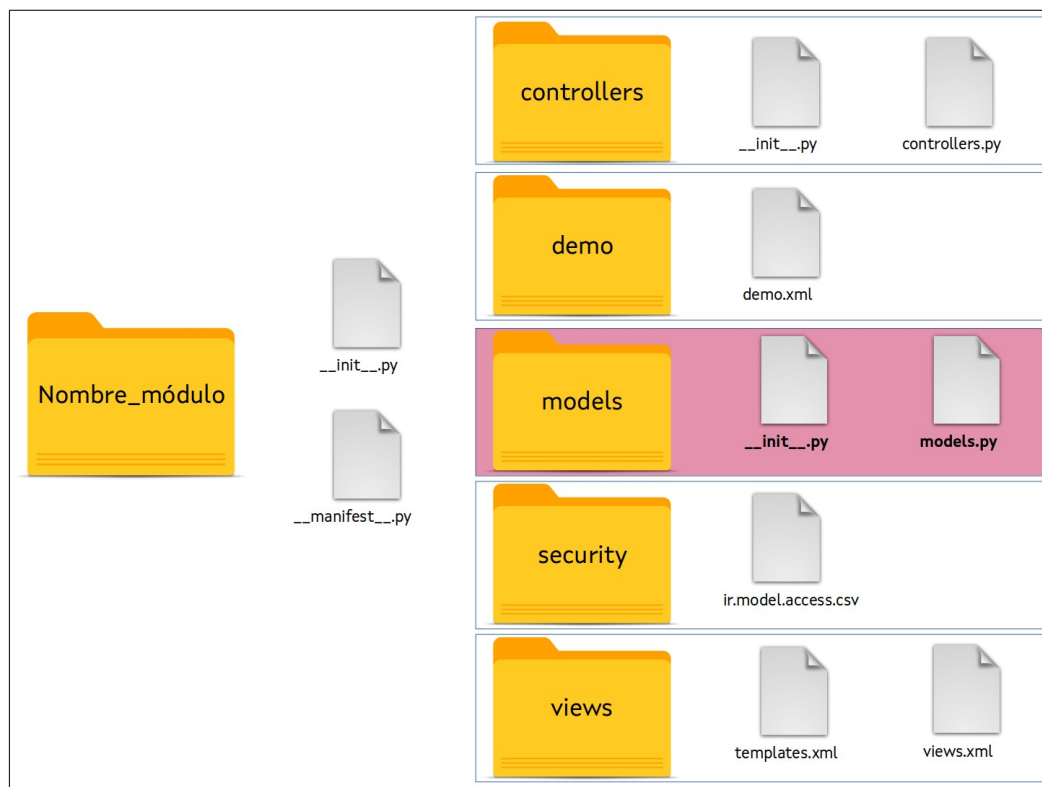 controllers
__init__.py
controllers.py
demo
demo.xml
Nombre_módulo
__init__.py
__manifest__.py
models
__init__.py
models.py
security
ir.model.access.csv
views
templates.xml
views.xml